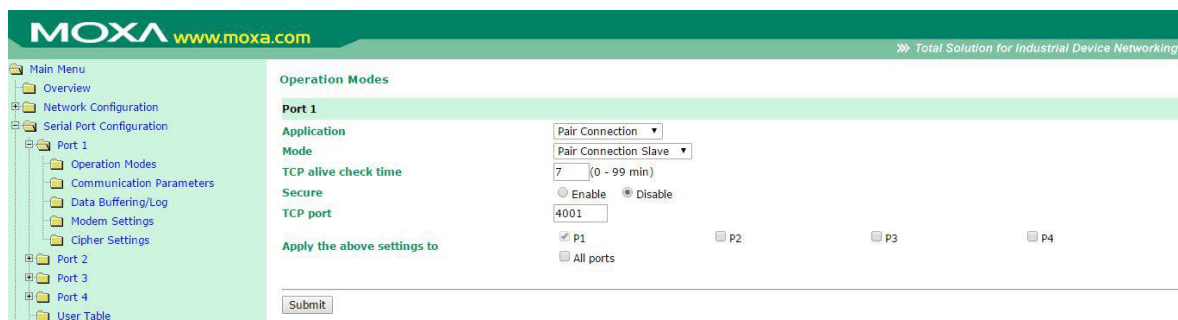 MOXA www.moxa.com
Total Solution for Industrial Device Networking
Main Menu
Overview
Network Configuration
Serial Port Configuration
Port 1
Operation Modes
Communication Parameters
Data Buffering/Log
Modem Settings
Cipher Settings
Port 2
Port 3
Port 4
User Table
Operation Modes
Port 1
Application Pair Connection
Mode Pair Connection Slave
TCP alive check time 7 (0 - 99 min)
Secure Enable Disable
TCP port 4001
Apply the above settings to P1 P2 P3 P4
All ports
Submit